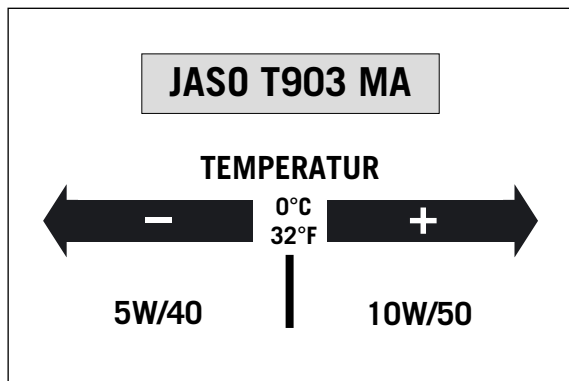 JASO T903 MA
TEMPERATUR
− 0°C +
32°F
5W/40 10W/50